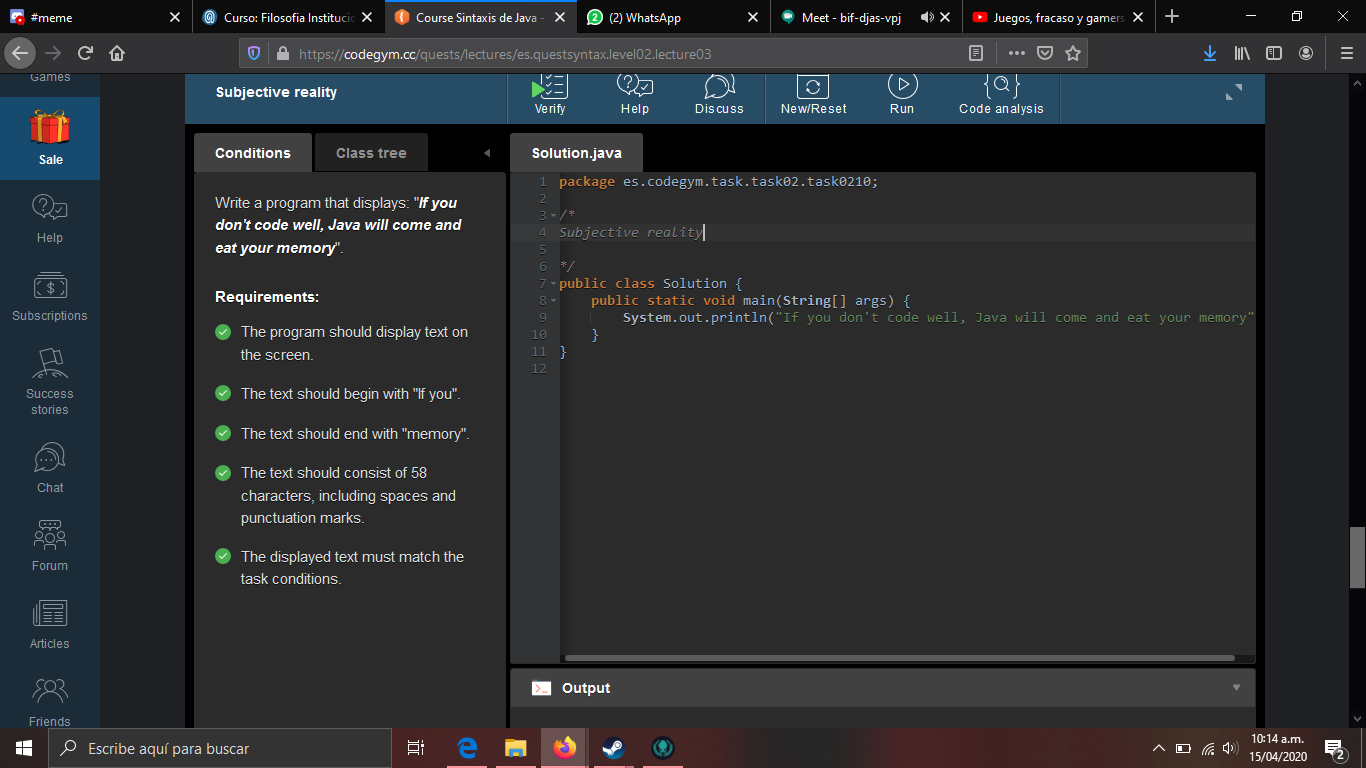 #meme
Curso: Filosofia Instituci
Course Sintaxis de Java -
(2) WhatsApp
Meet - bif-djas-vpj
Juegos, fracaso y gamers
https://codegym.cc/quests/lectures/es.questsyntax.level02.lecture03
Games
Sale
Help
Subscriptions
Success
stories
Chat
Forum
Articles
Friends
Subjective reality
Verify
Help
Discuss
New/Reset
Run
Code analysis
Conditions
Class tree
Write a program that displays: "If you
don't code well, Java will come and
eat your memory".
Requirements:
The program should display text on
the screen.
The text should begin with "If you".
The text should end with "memory".
The text should consist of 58
characters, including spaces and
punctuation marks.
The displayed text must match the
task conditions.
Solution.java
1 package es.codegym.task.task02.task0210;
2
3 /*
4 Subjective reality
5
6 */
7 public class Solution {
8 public static void main(String[] args) {
9 System.out.println("If you don't code well, Java will come and eat your memory"
10 }
11 }
12
Output
Escribe aquí para buscar
10:14 a.m.
15/04/2020
2